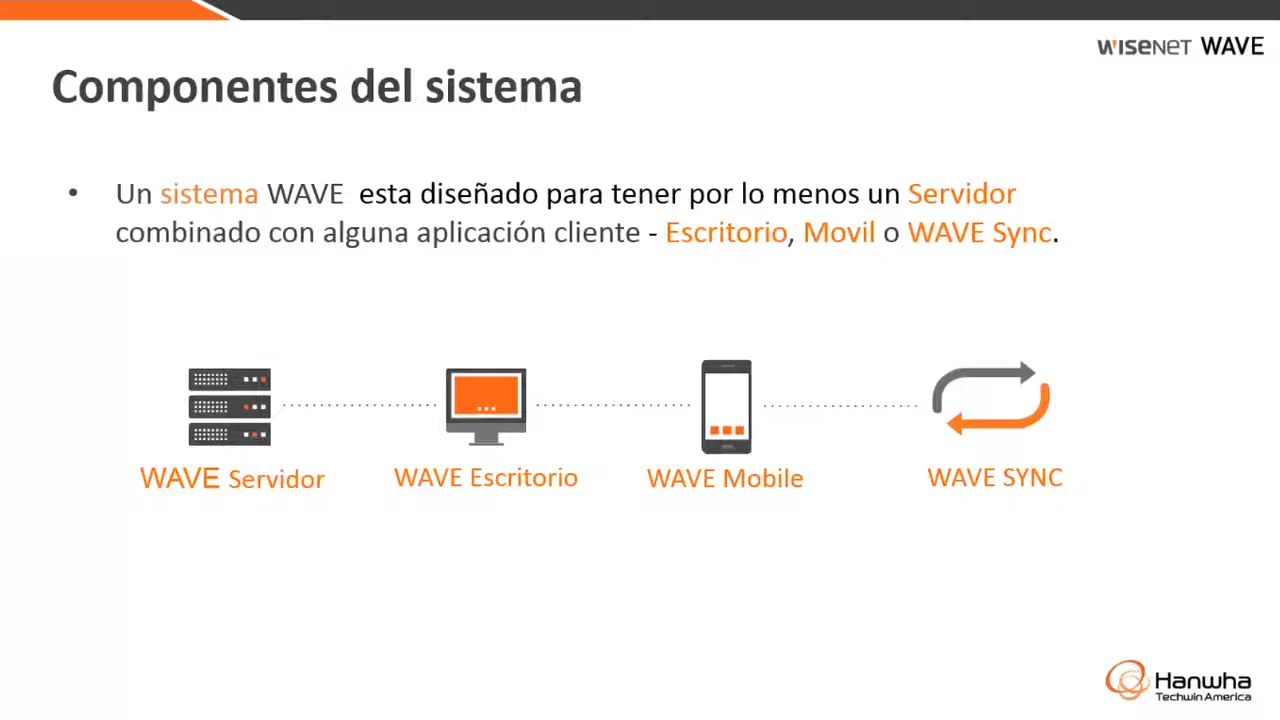 WISENET WAVE
Componentes del sistema
• Un sistema WAVE esta diseñado para tener por lo menos un Servidor
combinado con alguna aplicación cliente - Escritorio, Movil o WAVE Sync.
WAVE Servidor
WAVE Escritorio
WAVE Mobile
WAVE SYNC
Hanwha
Techwin America